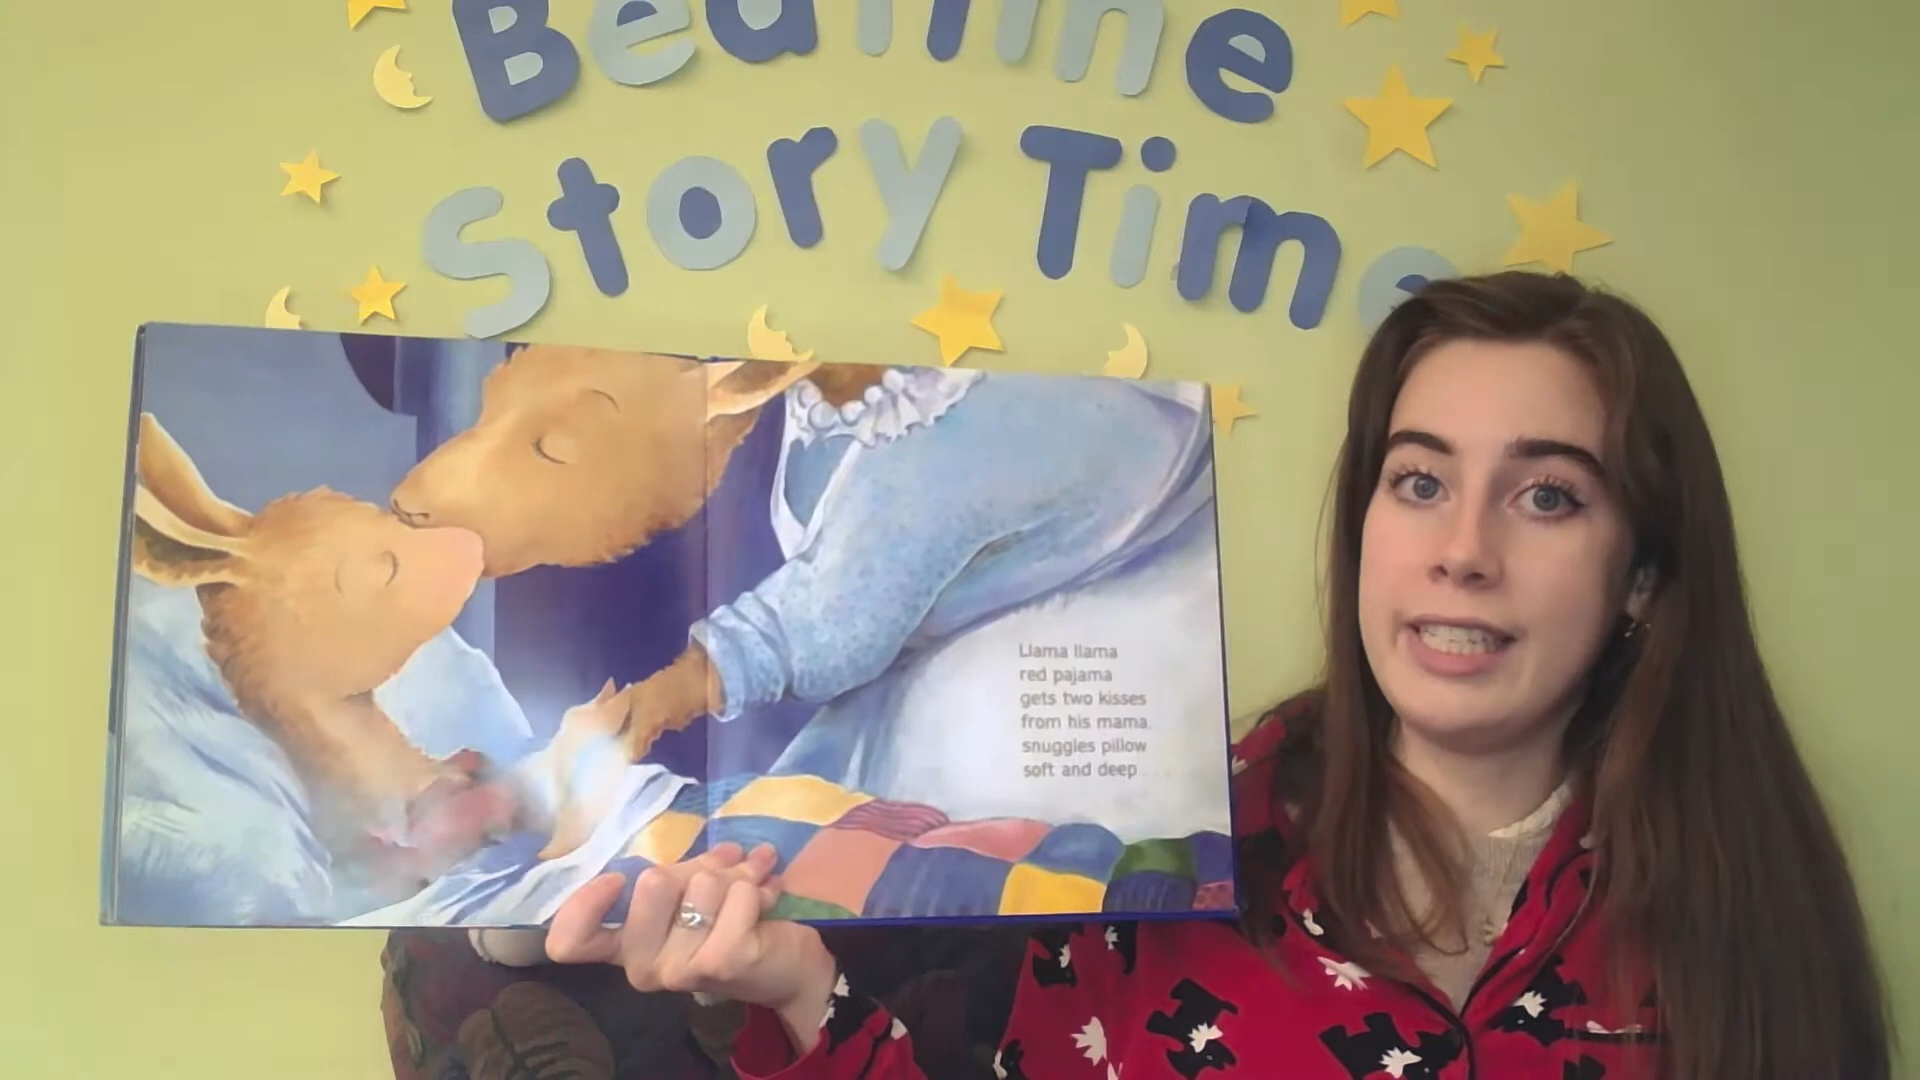 Bedtime
Story Time
Llama llama
red pajama
gets two kisses
from his mama,
snuggles pillow
soft and deep . . .